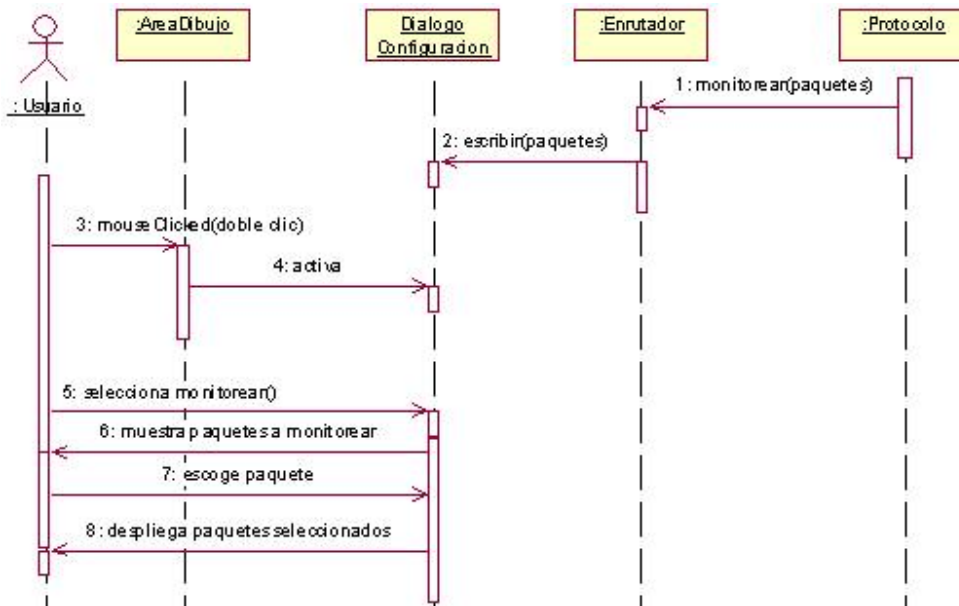 :AreaDibujo
Dialogo
Configuracion
:Enrutador
:Protocolo
: Usuario
1: monitorear(paquetes)
2: escribir(paquetes)
3: mouseClicked(doble clic)
4: activa
5: selecciona monitorear()
6: muestra paquetes a monitorear
7: escoge paquete
8: despliega paquetes seleccionados